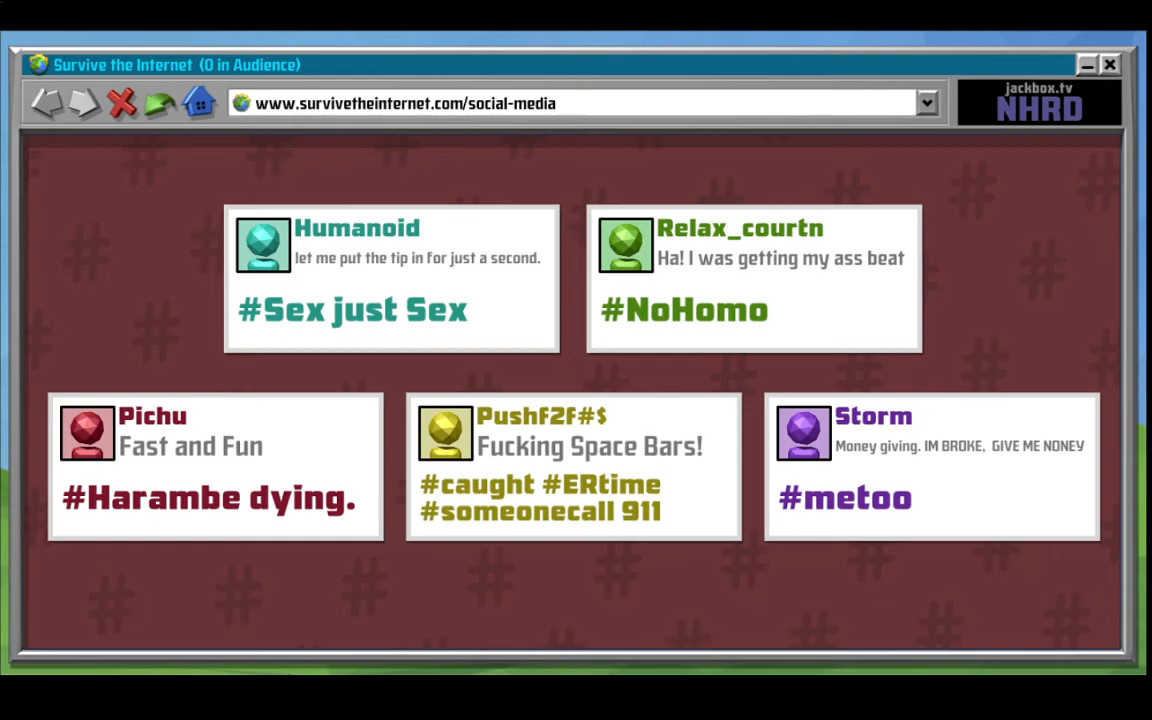 Survive the Internet (0 in Audience)
www.survivetheinternet.com/social-media
jackbox.tv
NHRD
Humanoid
let me put the tip in for just a second.
#Sex just Sex
Relax_courtn
Ha! I was getting my ass beat
#NoHomo
Pichu
Fast and Fun
#Harambe dying.
Pushf2f#$
Fucking Space Bars!
#caught #ERtime
#someonecall 911
Storm
Money giving. IM BROKE, GIVE ME NONEY
#metoo